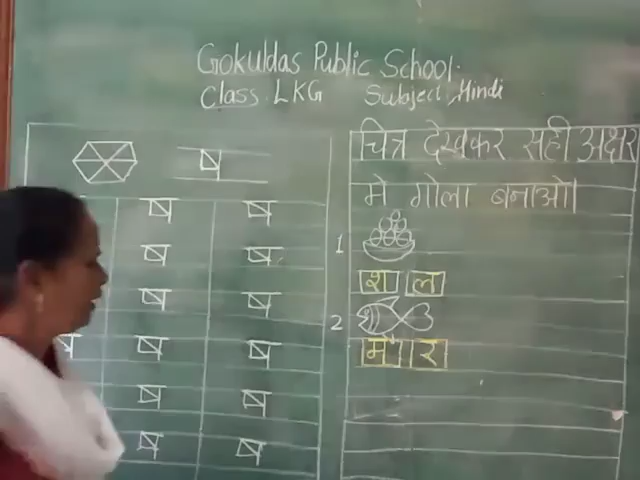 Gokuldas Public School.
Class LKG Subject Hindi
ष
ष ष
ष ष
ष ष
ष ष ष
ष ष
ष ष
चित्र देखकर सही अक्षर
मे गोला बनाओ।
1
श ल
2
म र